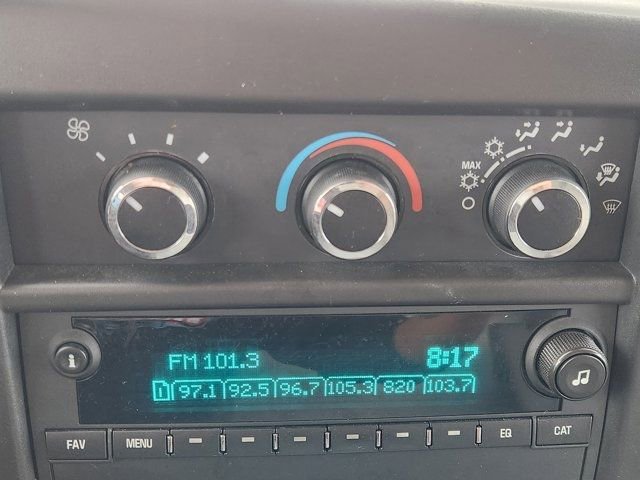 MAX
FM 101.3 8:17
1 97.1 92.5 96.7 105.3 820 103.7
FAV MENU EQ CAT